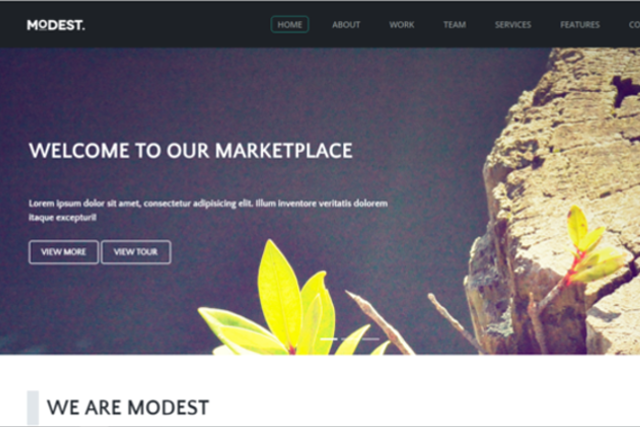 MODEST.
HOME ABOUT WORK TEAM SERVICES FEATURES CO
WELCOME TO OUR MARKETPLACE
Lorem ipsum dolor sit amet, consectetur adipisicing elit. Illum inventore veritatis dolorem
itaque excepturi!
VIEW MORE VIEW TOUR
WE ARE MODEST